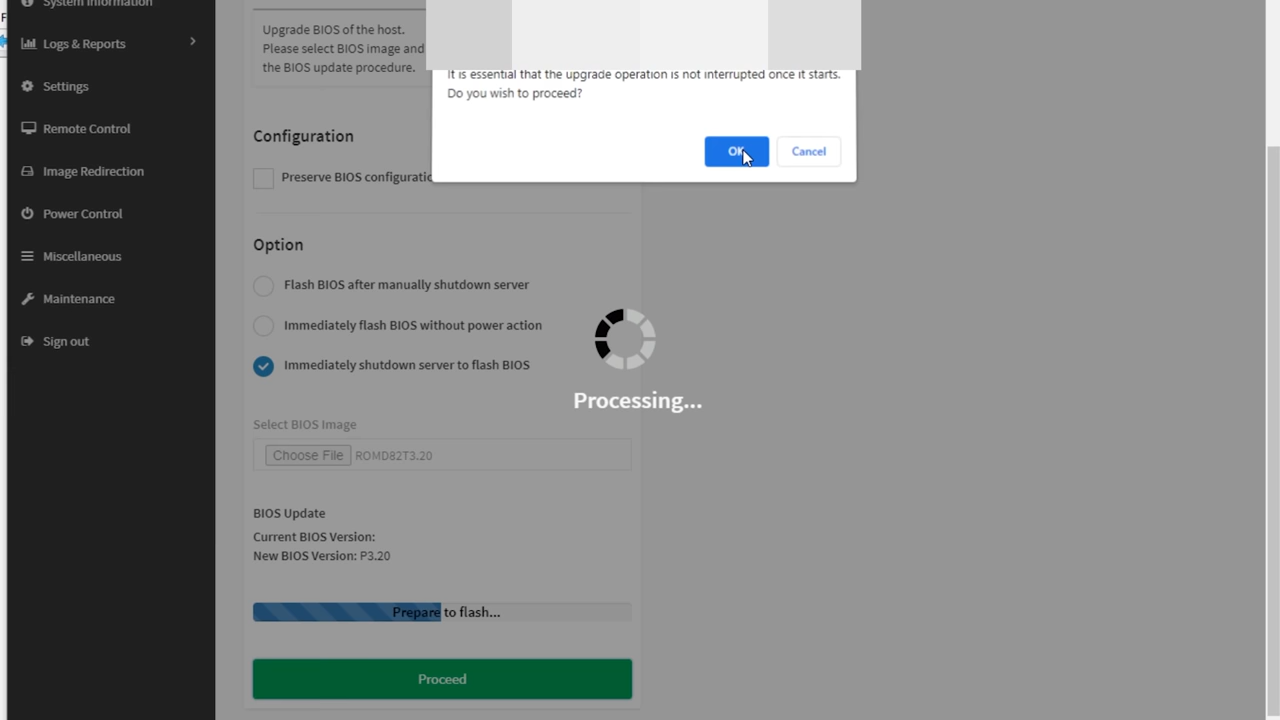 System Information
Logs & Reports
Settings
Remote Control
Image Redirection
Power Control
Miscellaneous
Maintenance
Sign out
Upgrade BIOS of the host.
Please select BIOS image and
the BIOS update procedure.
It is essential that the upgrade operation is not interrupted once it starts.
Do you wish to proceed?
OK
Cancel
Configuration
Preserve BIOS configuratio
Option
Flash BIOS after manually shutdown server
Immediately flash BIOS without power action
Immediately shutdown server to flash BIOS
Processing...
Select BIOS Image
Choose File ROMD82T3.20
BIOS Update
Current BIOS Version:
New BIOS Version: P3.20
Prepare to flash...
Proceed